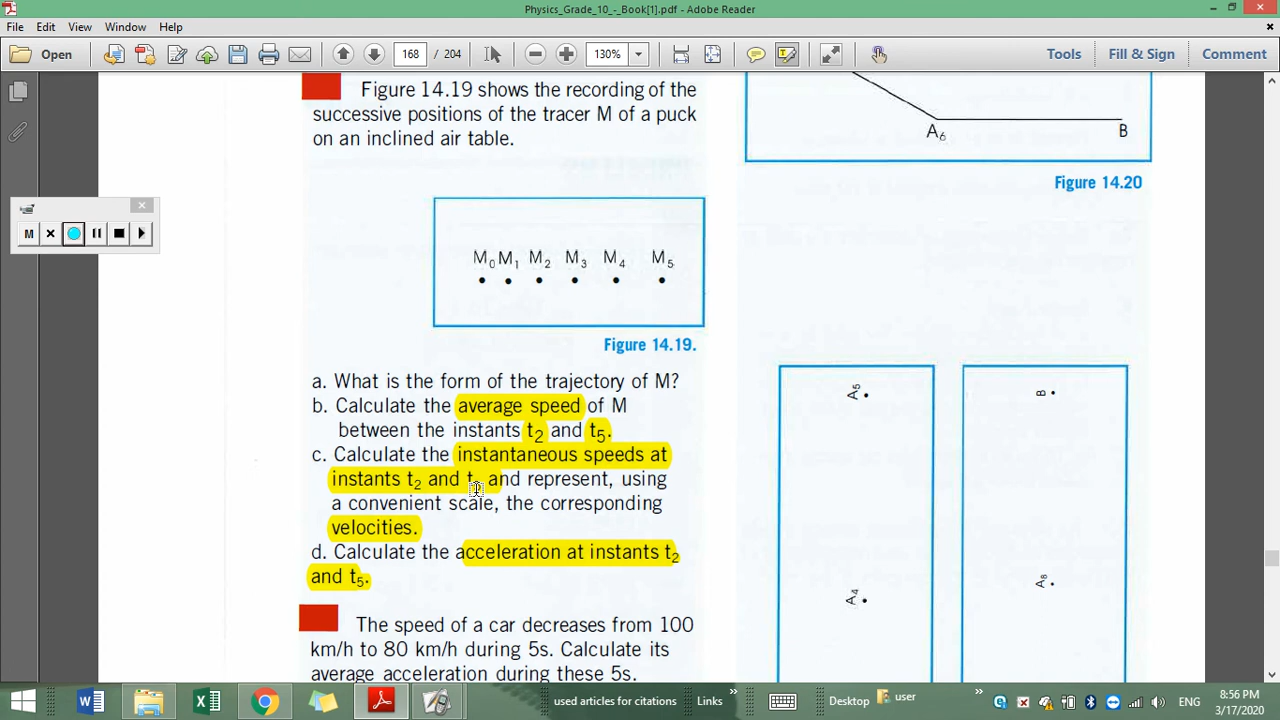 Physics_Grade_10_-_Book[1].pdf - Adobe Reader
File Edit View Window Help
Open 168 / 204 130% Tools Fill & Sign Comment
Figure 14.19 shows the recording of the
successive positions of the tracer M of a puck
on an inclined air table.
M0 M1 M2 M3 M4 M5
Figure 14.19.
a. What is the form of the trajectory of M?
b. Calculate the average speed of M
between the instants t2 and t5.
c. Calculate the instantaneous speeds at
instants t2 and t and represent, using
a convenient scale, the corresponding
velocities.
d. Calculate the acceleration at instants t2
and t5.
The speed of a car decreases from 100
km/h to 80 km/h during 5s. Calculate its
average acceleration during these 5s.
A6 B
Figure 14.20
A5
A4
B
A8
M
used articles for citations Links » Desktop user » ENG
8:56 PM
3/17/2020